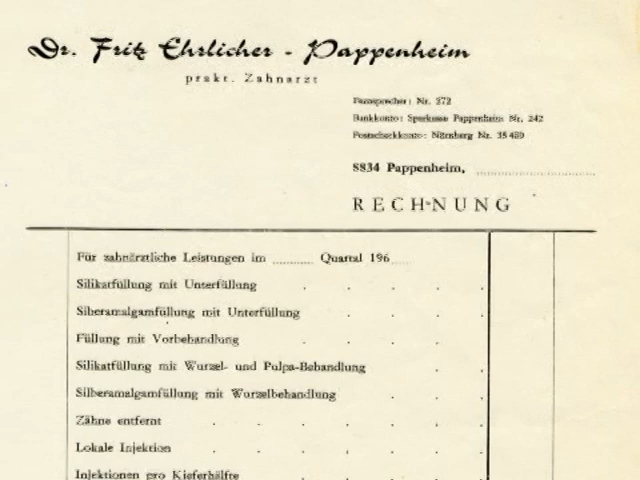 Dr. Fritz Ehrlicher - Pappenheim
prakt. Zahnarzt
Fernsprecher: Nr. 272
Bankkonto: Sparkasse Pappenheim Nr. 242
Postscheckkonto: Nürnberg Nr. 35 480
8834 Pappenheim,
RECHNUNG
Für zahnärztliche Leistungen im ........... Quartal 196.....
Silikatfüllung mit Unterfüllung
Silberamalgamfüllung mit Unterfüllung
Füllung mit Vorbehandlung
Silikatfüllung mit Wurzel- und Pulpa-Behandlung
Silberamalgamfüllung mit Wurzelbehandlung
Zähne entfernt
Lokale Injektion
Injektionen pro Kieferhälfte